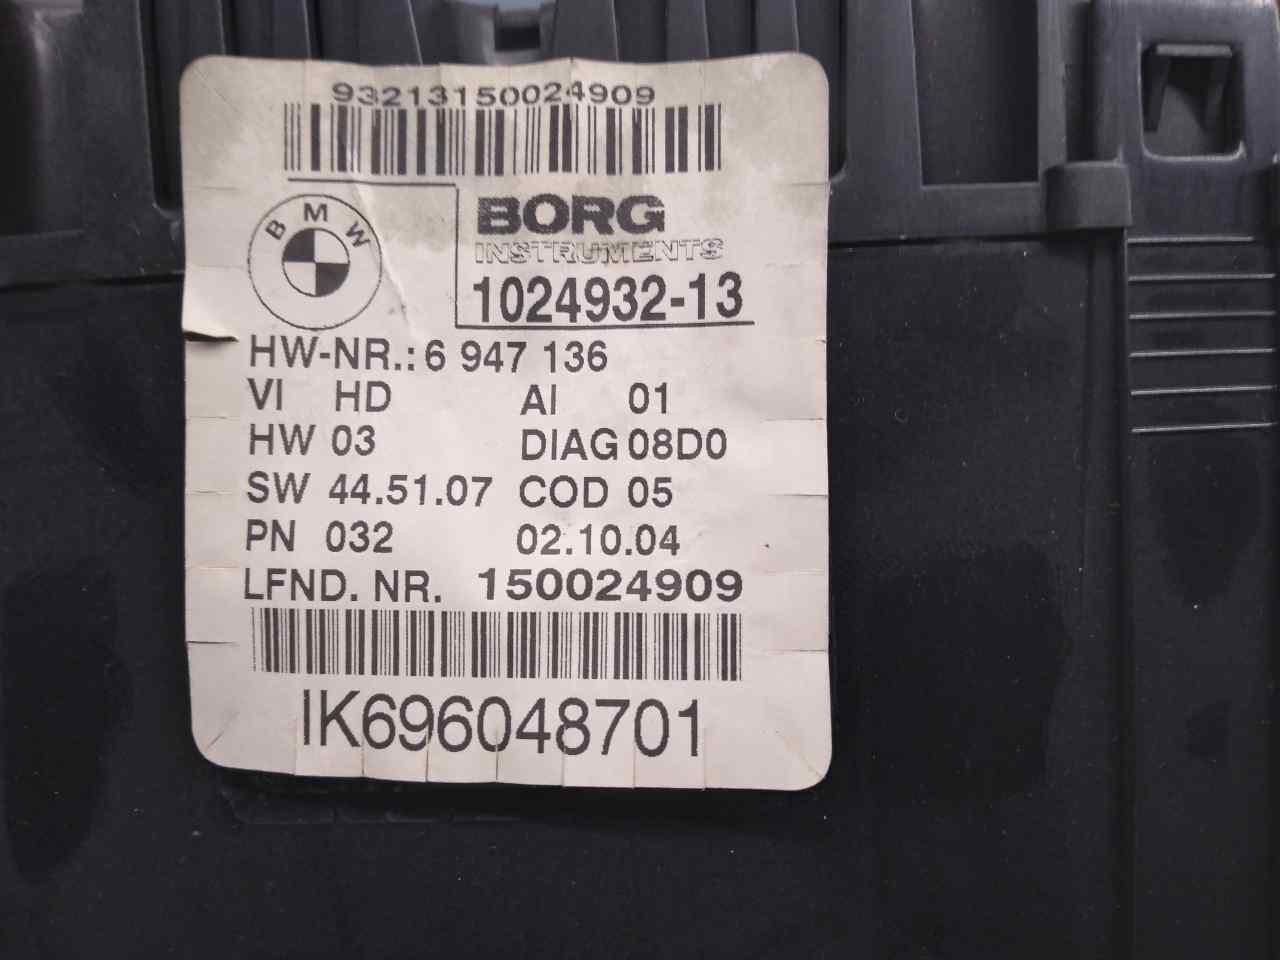 93213150024909
BMW
BORG
INSTRUMENTS
1024932-13
HW-NR.: 6 947 136
VI HD AI 01
HW 03 DIAG 08D0
SW 44.51.07 COD 05
PN 032 02.10.04
LFND. NR. 150024909
IK696048701